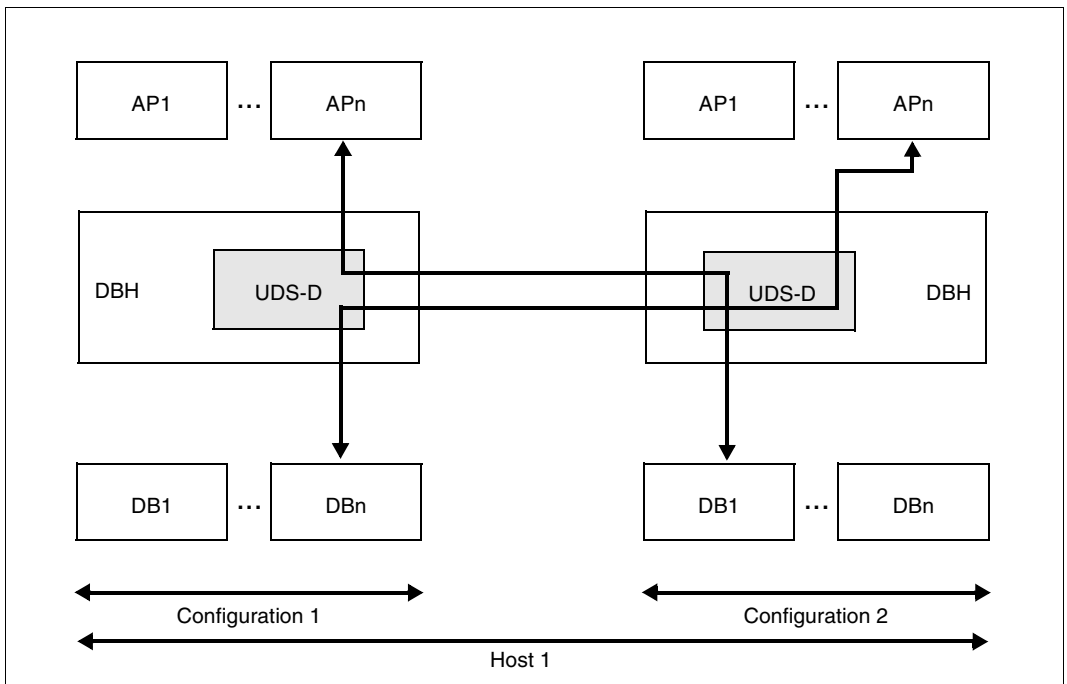 AP1 ... APn AP1 ... APn
DBH UDS-D UDS-D DBH
DB1 ... DBn DB1 ... DBn
Configuration 1 Configuration 2
Host 1